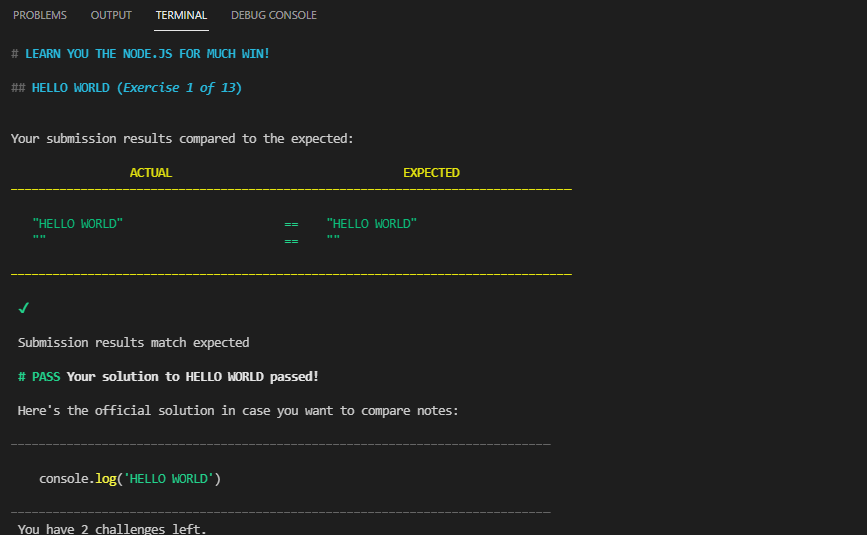 PROBLEMS OUTPUT TERMINAL DEBUG CONSOLE
# LEARN YOU THE NODE.JS FOR MUCH WIN!
## HELLO WORLD (Exercise 1 of 13)
Your submission results compared to the expected:
ACTUAL EXPECTED
"HELLO WORLD" == "HELLO WORLD"
"" == ""
✓
Submission results match expected
# PASS Your solution to HELLO WORLD passed!
Here's the official solution in case you want to compare notes:
console.log('HELLO WORLD')
You have 2 challenges left.